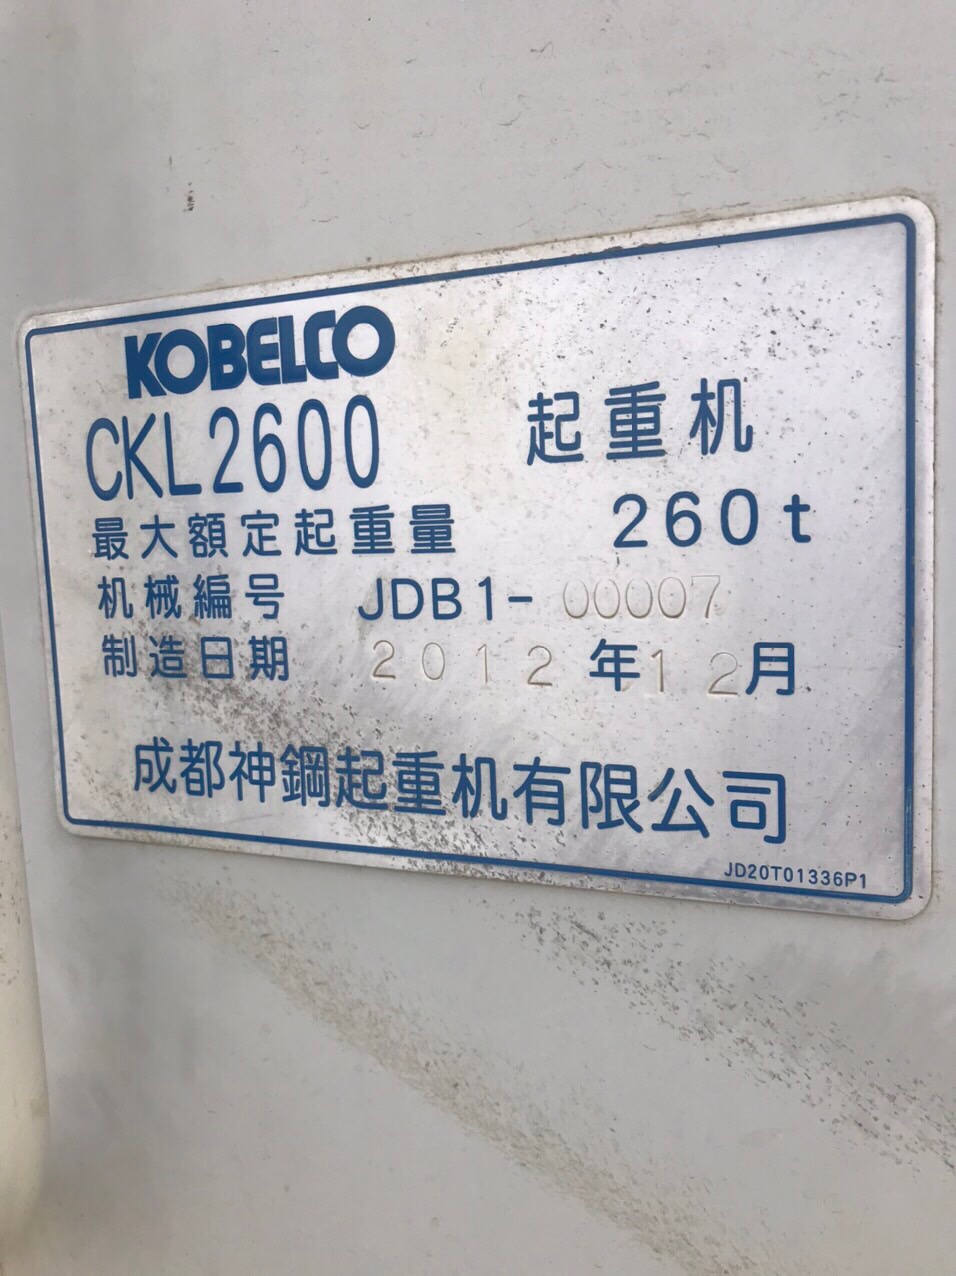 KOBELCO
CKL2600 起重机
最大額定起重量 260t
机械編号 JDB1-00007
制造日期 2012年12月
成都神鋼起重机有限公司
JD20T01336P1